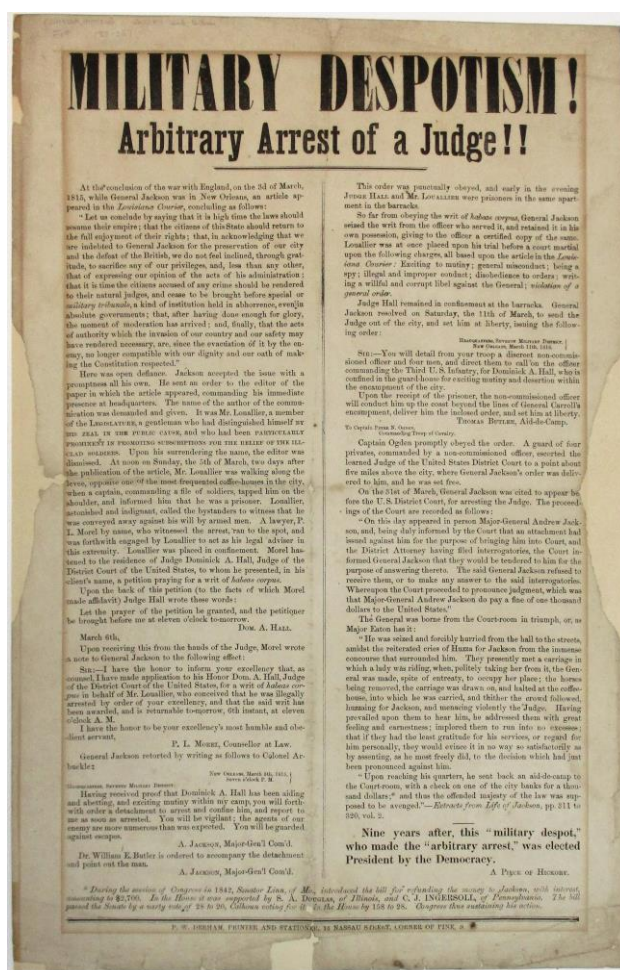 MILITARY DESPOTISM!
Arbitrary Arrest of a Judge!!
At the conclusion of the war with England, on the 3d of March,
1815, while General Jackson was in New Orleans, an article ap-
peared in the Louisiana Courier, concluding as follows:
"Let us conclude by saying that it is high time the laws should
resume their empire; that the citizens of this State should return to
the full enjoyment of their rights; that, in acknowledging that we
are indebted to General Jackson for the preservation of our city
and the defeat of the British, we do not feel inclined, through grat-
itude, to sacrifice any of our privileges, and, less than any other,
that of expressing our opinion of the acts of his administration;
that it is time the citizens accused of any crime should be rendered
to their natural judges, and cease to be brought before special or
military tribunals, a kind of institution held in abhorrence, even in
absolute governments; that, after having done enough for glory,
the moment of moderation has arrived; and, finally, that the acts
of authority which the invasion of our country and our safety may
have rendered necessary, are, since the evacuation of it by the en-
emy, no longer compatible with our dignity and our oath of mak-
ing the Constitution respected."
Here was open defiance. Jackson accepted the issue with a
promptness all his own. He sent an order to the editor of the
paper in which the article appeared, commanding his immediate
presence at headquarters. The name of the author of the commu-
nication was demanded and given. It was Mr. Louallier, a member
of the LEGISLATURE, a gentleman who had distinguished himself BY
HIS ZEAL IN THE PUBLIC CAUSE, and who had been PARTICULARLY
PROMINENT IN PROMOTING SUBSCRIPTIONS FOR THE RELIEF OF THE ILL-
CLAD SOLDIERS. Upon his surrendering the name, the editor was
dismissed. At noon on Sunday, the 5th of March, two days after
the publication of the article, Mr. Louallier was walking along the
levee, opposite one of the most frequented coffee-houses in the city,
when a captain, commanding a file of soldiers, tapped him on the
shoulder, and informed him that he was a prisoner. Louallier,
astonished and indignant, called the bystanders to witness that he
was conveyed away against his will by armed men. A lawyer, P.
L. Morel by name, who witnessed the arrest, ran to the spot, and
was forthwith engaged by Louallier to act as his legal adviser in
this extremity. Louallier was placed in confinement. Morel has-
tened to the residence of Judge Dominick A. Hall, Judge of the
District Court of the United States, to whom he presented, in his
client's name, a petition praying for a writ of habeas corpus.
Upon the back of this petition (to the facts of which Morel
made affidavit) Judge Hall wrote these words:
Let the prayer of the petition be granted, and the petitioner
be brought before me at eleven o'clock to-morrow.
DOM. A. HALL.
March 6th,
Upon receiving this from the hands of the Judge, Morel wrote
a note to General Jackson to the following effect:
SIR:—I have the honor to inform your excellency that, as
counsel, I have made application to his Honor Dom. A. Hall, Judge
of the District Court of the United States, for a writ of habeas cor-
pus in behalf of Mr. Louallier, who conceived that he was illegally
arrested by order of your excellency, and that the said writ has
been awarded, and is returnable to-morrow, 6th instant, at eleven
o'clock A. M.
I have the honor to be your excellency's most humble and obe-
dient servant,
P. L. MOREL, Counsellor at Law.
General Jackson retorted by writing as follows to Colonel Ar-
buckle:
NEW ORLEANS, March 5th,
Seven o'clock P. M.
HEADQUARTERS, SEVENTH MILITARY DISTRICT.
Having received proof that Dominick A. Hall has been aiding
and abetting, and exciting mutiny within my camp, you will forth-
with order a detachment to arrest and confine him, and report to
me as soon as arrested. You will be vigilant; the agents of our
enemy are more numerous than was expected. You will be guarded
against escapes.
A. JACKSON, Major-Gen'l Com'd.
Dr. William E. Butler is ordered to accompany the detachment
and point out the man.
A. JACKSON, Major-Gen'l Com'd.
This order was punctually obeyed, and early in the evening
JUDGE HALL and MR. LOUALLIER were prisoners in the same apart-
ment in the barracks.
So far from obeying the writ of habeas corpus, General Jackson
seized the writ from the officer who served it, and retained it in his
own possession, giving to the officer a certified copy of the same.
Louallier was at once placed upon his trial before a court martial
upon the following charges, all based upon the article in the Louis-
iana Courier: Exciting to mutiny; general misconduct; being a
spy; illegal and improper conduct; disobedience to orders; writ-
ing a willful and corrupt libel against the General; violation of a
general order.
Judge Hall remained in confinement at the barracks. General
Jackson resolved on Saturday, the 11th of March, to send the
Judge out of the city, and set him at liberty, issuing the follow-
ing order:
HEADQUARTERS, SEVENTH MILITARY DISTRICT.
NEW ORLEANS, March 11th,
SIR:—You will detail from your troop a discreet non-commis-
sioned officer and four men, and direct them to call on the officer
commanding the Third U. S. Infantry, for Dominick A. Hall, who is
confined in the guard-house for exciting mutiny and desertion within
the encampment of the city.
Upon the receipt of the prisoner, the non-commissioned officer
will conduct him up the coast beyond the lines of General Carroll's
encampment, deliver him the inclosed order, and set him at liberty.
THOMAS BUTLER, Aid-de-Camp.
To Captain PETER N. OGDEN,
Commanding Troop of Cavalry.
Captain Ogden promptly obeyed the order. A guard of four
privates, commanded by a non-commissioned officer, escorted the
learned Judge of the United States District Court to a point about
five miles above the city, where General Jackson's order was deliv-
ered to him, and he was set free.
On the 31st of March, General Jackson was cited to appear be-
fore the U. S. District Court, for arresting the Judge. The proceed-
ings of the Court are recorded as follows:
"On this day appeared in person Major-General Andrew Jack-
son, and, being duly informed by the Court that an attachment had
issued against him for the purpose of bringing him into Court, and
the District Attorney having filed interrogatories, the Court in-
formed General Jackson that they would be tendered to him for the
purpose of answering thereto. The said General Jackson refused to
receive them, or to make any answer to the said interrogatories.
Whereupon the Court proceeded to pronounce judgment, which was
that Major-General Andrew Jackson do pay a fine of one thousand
dollars to the United States."
The General was borne from the Court-room in triumph, or, as
Major Eaton has it:
"He was seized and forcibly hurried from the hall to the streets,
amidst the reiterated cries of Huzza for Jackson from the immense
concourse that surrounded him. They presently met a carriage in
which a lady was riding, when, politely taking her from it, the Gen-
eral was made, spite of entreaty, to occupy her place; the horses
being removed, the carriage was drawn on, and halted at the coffee-
house, into which he was carried, and thither the crowd followed,
huzzaing for Jackson, and menacing violently the Judge. Having
prevailed upon them to hear him, he addressed them with great
feeling and earnestness; implored them to run into no excesses;
that if they had the least gratitude for his services, or regard for
him personally, they would evince it in no way so satisfactorily as
by assenting, as he most freely did, to the decision which had just
been pronounced against him.
"Upon reaching his quarters, he sent back an aid-de-camp to
the Court-room, with a check on one of the city banks for a thou-
sand dollars;* and thus the offended majesty of the law was sup-
posed to be avenged."—Extracts from Life of Jackson, pp. 311 to
320, vol. 2.
Nine years after, this "military despot,"
who made the "arbitrary arrest," was elected
President by the Democracy.
A PIECE OF HICKORY.
* During the session of Congress in 1842, Senator Linn, of Mo., introduced the bill for refunding the money to Jackson, with interest,
amounting to $2,700. In the House it was supported by S. A. DOUGLAS, of Illinois, and C. J. INGERSOLL, of Pennsylvania. The bill
passed the Senate by a party vote of 28 to 20, Calhoun voting for it. In the House by 158 to 28. Congress thus sustaining his action.
P. W. DERHAM, PRINTER AND STATIONER, NASSAU STREET, CORNER OF PINE,